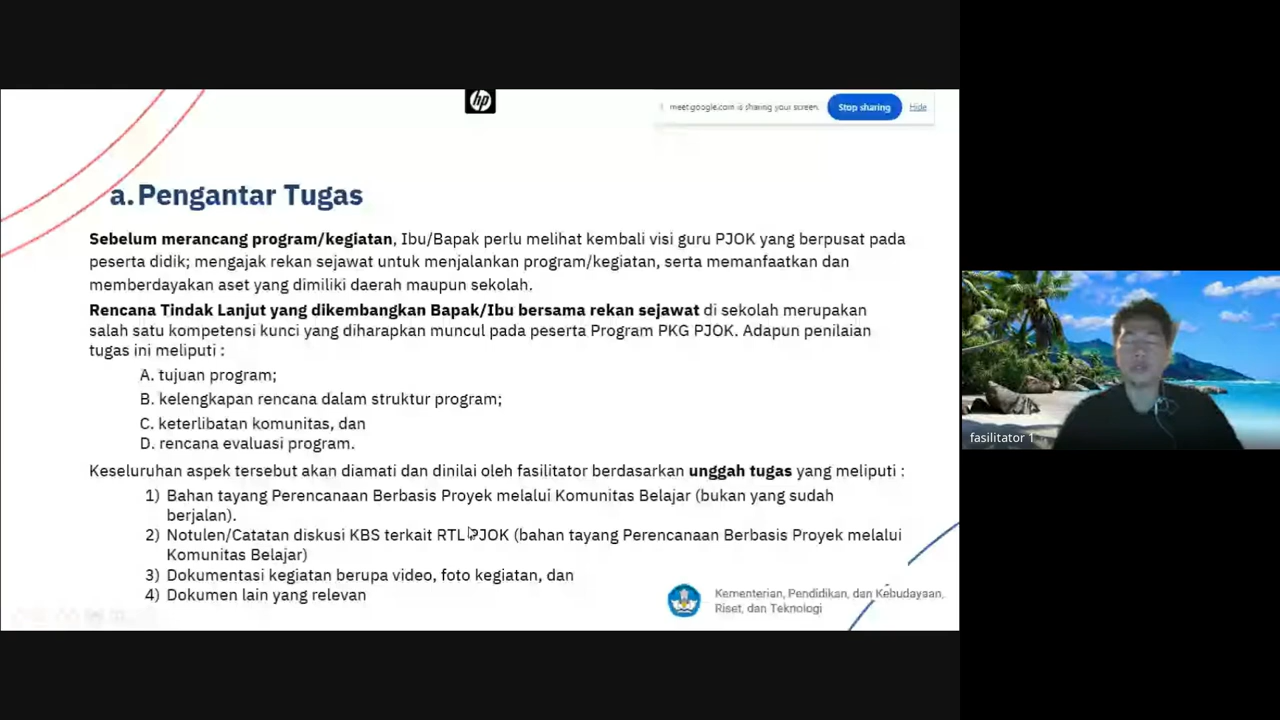 hp
meet.google.com is sharing your screen.
Stop sharing
Hide
a. Pengantar Tugas
Sebelum merancang program/kegiatan, Ibu/Bapak perlu melihat kembali visi guru PJOK yang berpusat pada
peserta didik; mengajak rekan sejawat untuk menjalankan program/kegiatan, serta memanfaatkan dan
memberdayakan aset yang dimiliki daerah maupun sekolah.
Rencana Tindak Lanjut yang dikembangkan Bapak/Ibu bersama rekan sejawat di sekolah merupakan
salah satu kompetensi kunci yang diharapkan muncul pada peserta Program PKG PJOK. Adapun penilaian
tugas ini meliputi :
A. tujuan program;
B. kelengkapan rencana dalam struktur program;
C. keterlibatan komunitas, dan
D. rencana evaluasi program.
Keseluruhan aspek tersebut akan diamati dan dinilai oleh fasilitator berdasarkan unggah tugas yang meliputi :
1) Bahan tayang Perencanaan Berbasis Proyek melalui Komunitas Belajar (bukan yang sudah
berjalan).
2) Notulen/Catatan diskusi KBS terkait RTL PJOK (bahan tayang Perencanaan Berbasis Proyek melalui
Komunitas Belajar)
3) Dokumentasi kegiatan berupa video, foto kegiatan, dan
4) Dokumen lain yang relevan
Kementerian, Pendidikan, dan Kebudayaan,
Riset, dan Teknologi
fasilitator 1